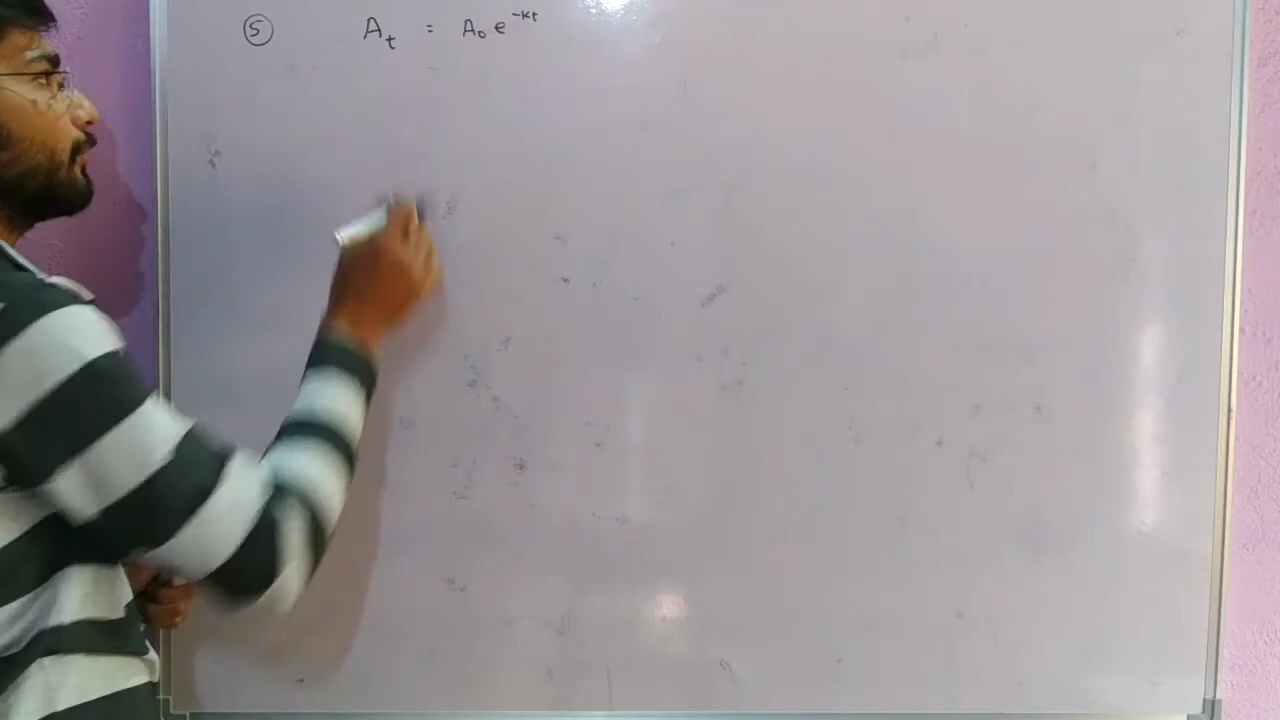 ⑤ Aₜ = A₀ e^-kt